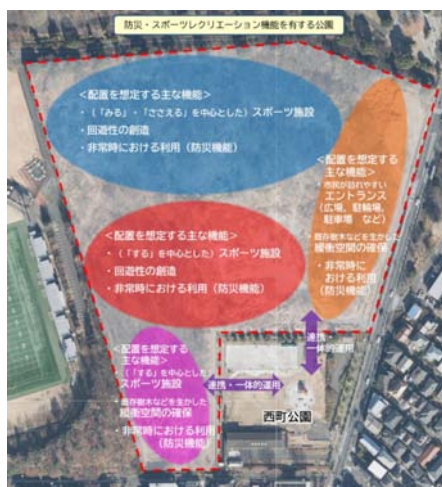 防災・スポーツレクリエーション機能を有する公園
<配置を想定する主な機能>
・(「みる」・「ささえる」を中心とした)スポーツ施設
・回遊性の創造
・非常時における利用(防災機能)
<配置を想定する
主な機能>
・市民が訪れやすい
エントランス
(広場、駐輪場、
駐車場 など)
・既存樹木などを生かした
緩衝空間の確保
・非常時に
おける利用
(防災機能)
<配置を想定する主な機能>
・(「する」を中心とした)スポーツ施設
・回遊性の創造
・非常時における利用(防災機能)
<配置を想定する
主な機能>
・(「する」を中心とした)
スポーツ施設
・既存樹木などを生かした
緩衝空間の確保
・非常時における利用
(防災機能)
連携・
一体的運用
連携・一体的運用
西町公園